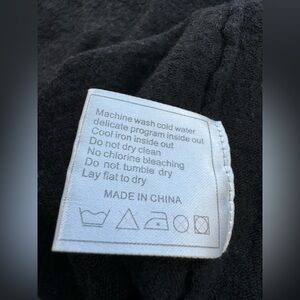 Machine wash cold water
delicate program inside out
Cool iron inside out
Do not dry clean
No chlorine bleaching
Do not tumble dry
Lay flat to dry
MADE IN CHINA